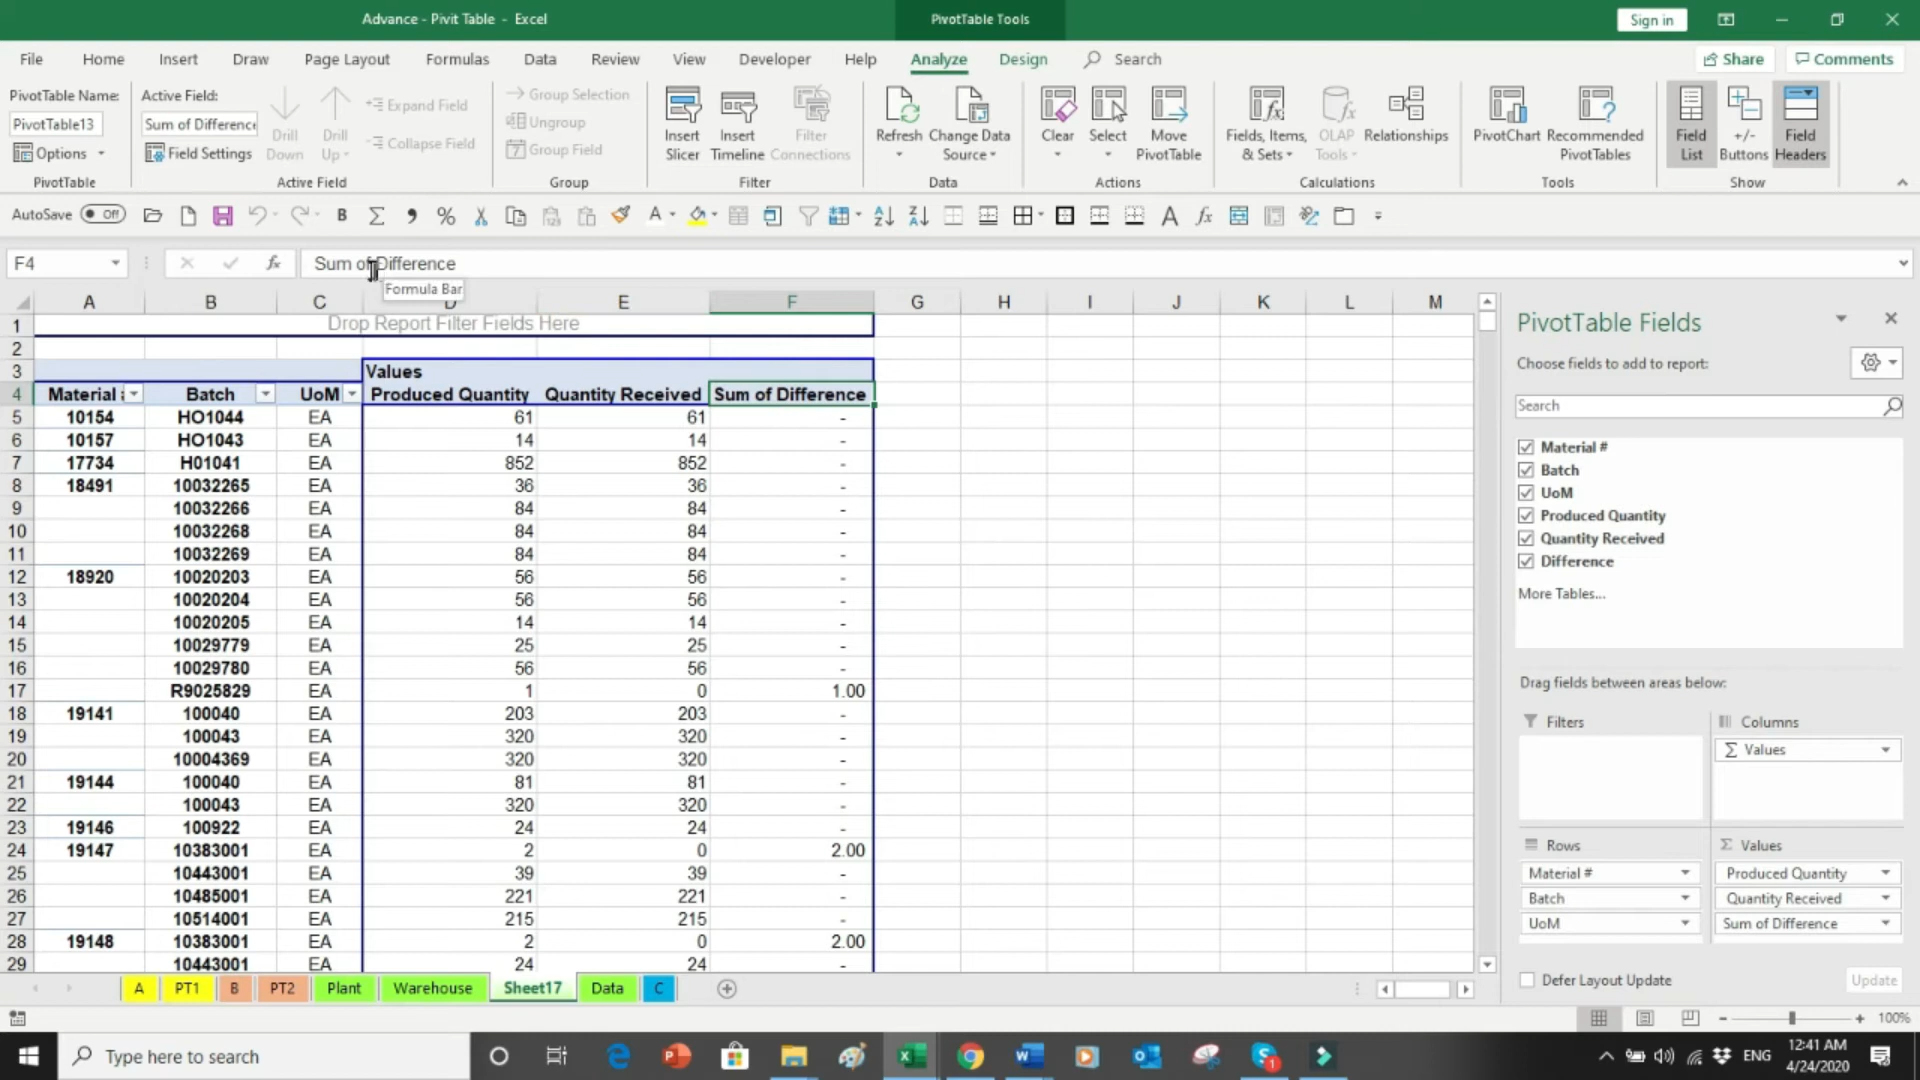 Advance - Pivit Table - Excel
PivotTable Tools
Sign in
File Home Insert Draw Page Layout Formulas Data Review View Developer Help Analyze Design Search Share Comments
PivotTable Name:
PivotTable13
Options
PivotTable
Active Field:
Sum of Difference
Field Settings
Drill Down
Drill Up
Expand Field
Collapse Field
Active Field
Group Selection
Ungroup
Group Field
Group
Insert Slicer
Insert Timeline
Filter Connections
Filter
Refresh
Change Data Source
Data
Clear
Select
Move PivotTable
Actions
Fields, Items, & Sets
OLAP Tools
Relationships
Calculations
PivotChart
Recommended PivotTables
Tools
Field List
+/- Buttons
Field Headers
Show
AutoSave Off
F4
Sum of Difference
Formula Bar
A B C D E F G H I J K L M
1 Drop Report Filter Fields Here
2
3 Values
4 Material Batch UoM Produced Quantity Quantity Received Sum of Difference
5 10154 HO1044 EA 61 61 -
6 10157 HO1043 EA 14 14 -
7 17734 H01041 EA 852 852 -
8 18491 10032265 EA 36 36 -
9 10032266 EA 84 84 -
10 10032268 EA 84 84 -
11 10032269 EA 84 84 -
12 18920 10020203 EA 56 56 -
13 10020204 EA 56 56 -
14 10020205 EA 14 14 -
15 10029779 EA 25 25 -
16 10029780 EA 56 56 -
17 R9025829 EA 1 0 1.00
18 19141 100040 EA 203 203 -
19 100043 EA 320 320 -
20 10004369 EA 320 320 -
21 19144 100040 EA 81 81 -
22 100043 EA 320 320 -
23 19146 100922 EA 24 24 -
24 19147 10383001 EA 2 0 2.00
25 10443001 EA 39 39 -
26 10485001 EA 221 221 -
27 10514001 EA 215 215 -
28 19148 10383001 EA 2 0 2.00
29 10443001 EA 24 24 -
PivotTable Fields
Choose fields to add to report:
Search
Material #
Batch
UoM
Produced Quantity
Quantity Received
Difference
More Tables...
Drag fields between areas below:
Filters
Columns
Σ Values
Rows
Material #
Batch
UoM
Σ Values
Produced Quantity
Quantity Received
Sum of Difference
Defer Layout Update
Update
A PT1 B PT2 Plant Warehouse Sheet17 Data C
100%
Type here to search
ENG
12:41 AM
4/24/2020